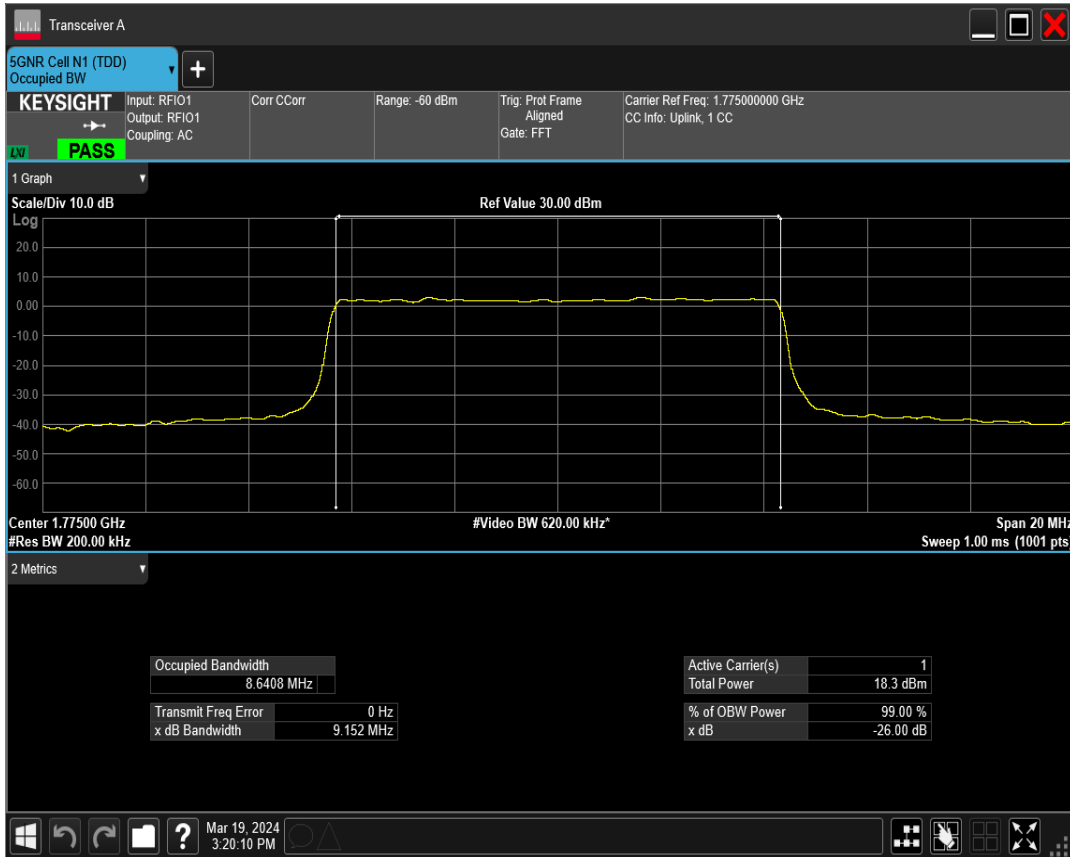 Transceiver A
5GNR Cell N1 (TDD)
Occupied BW
+
KEYSIGHT
LXI
PASS
Input: RFIO1
Output: RFIO1
Coupling: AC
Corr CCorr
Range: -60 dBm
Trig: Prot Frame
Aligned
Gate: FFT
Carrier Ref Freq: 1.775000000 GHz
CC Info: Uplink, 1 CC
1 Graph
Scale/Div 10.0 dB
Ref Value 30.00 dBm
Log
20.0
10.0
0.00
-10.0
-20.0
-30.0
-40.0
-50.0
-60.0
Center 1.77500 GHz
#Video BW 620.00 kHz*
Span 20 MHz
#Res BW 200.00 kHz
Sweep 1.00 ms (1001 pts)
2 Metrics
Occupied Bandwidth
8.6408 MHz
Transmit Freq Error 0 Hz
x dB Bandwidth 9.152 MHz
Active Carrier(s) 1
Total Power 18.3 dBm
% of OBW Power 99.00 %
x dB -26.00 dB
?
Mar 19, 2024
3:20:10 PM